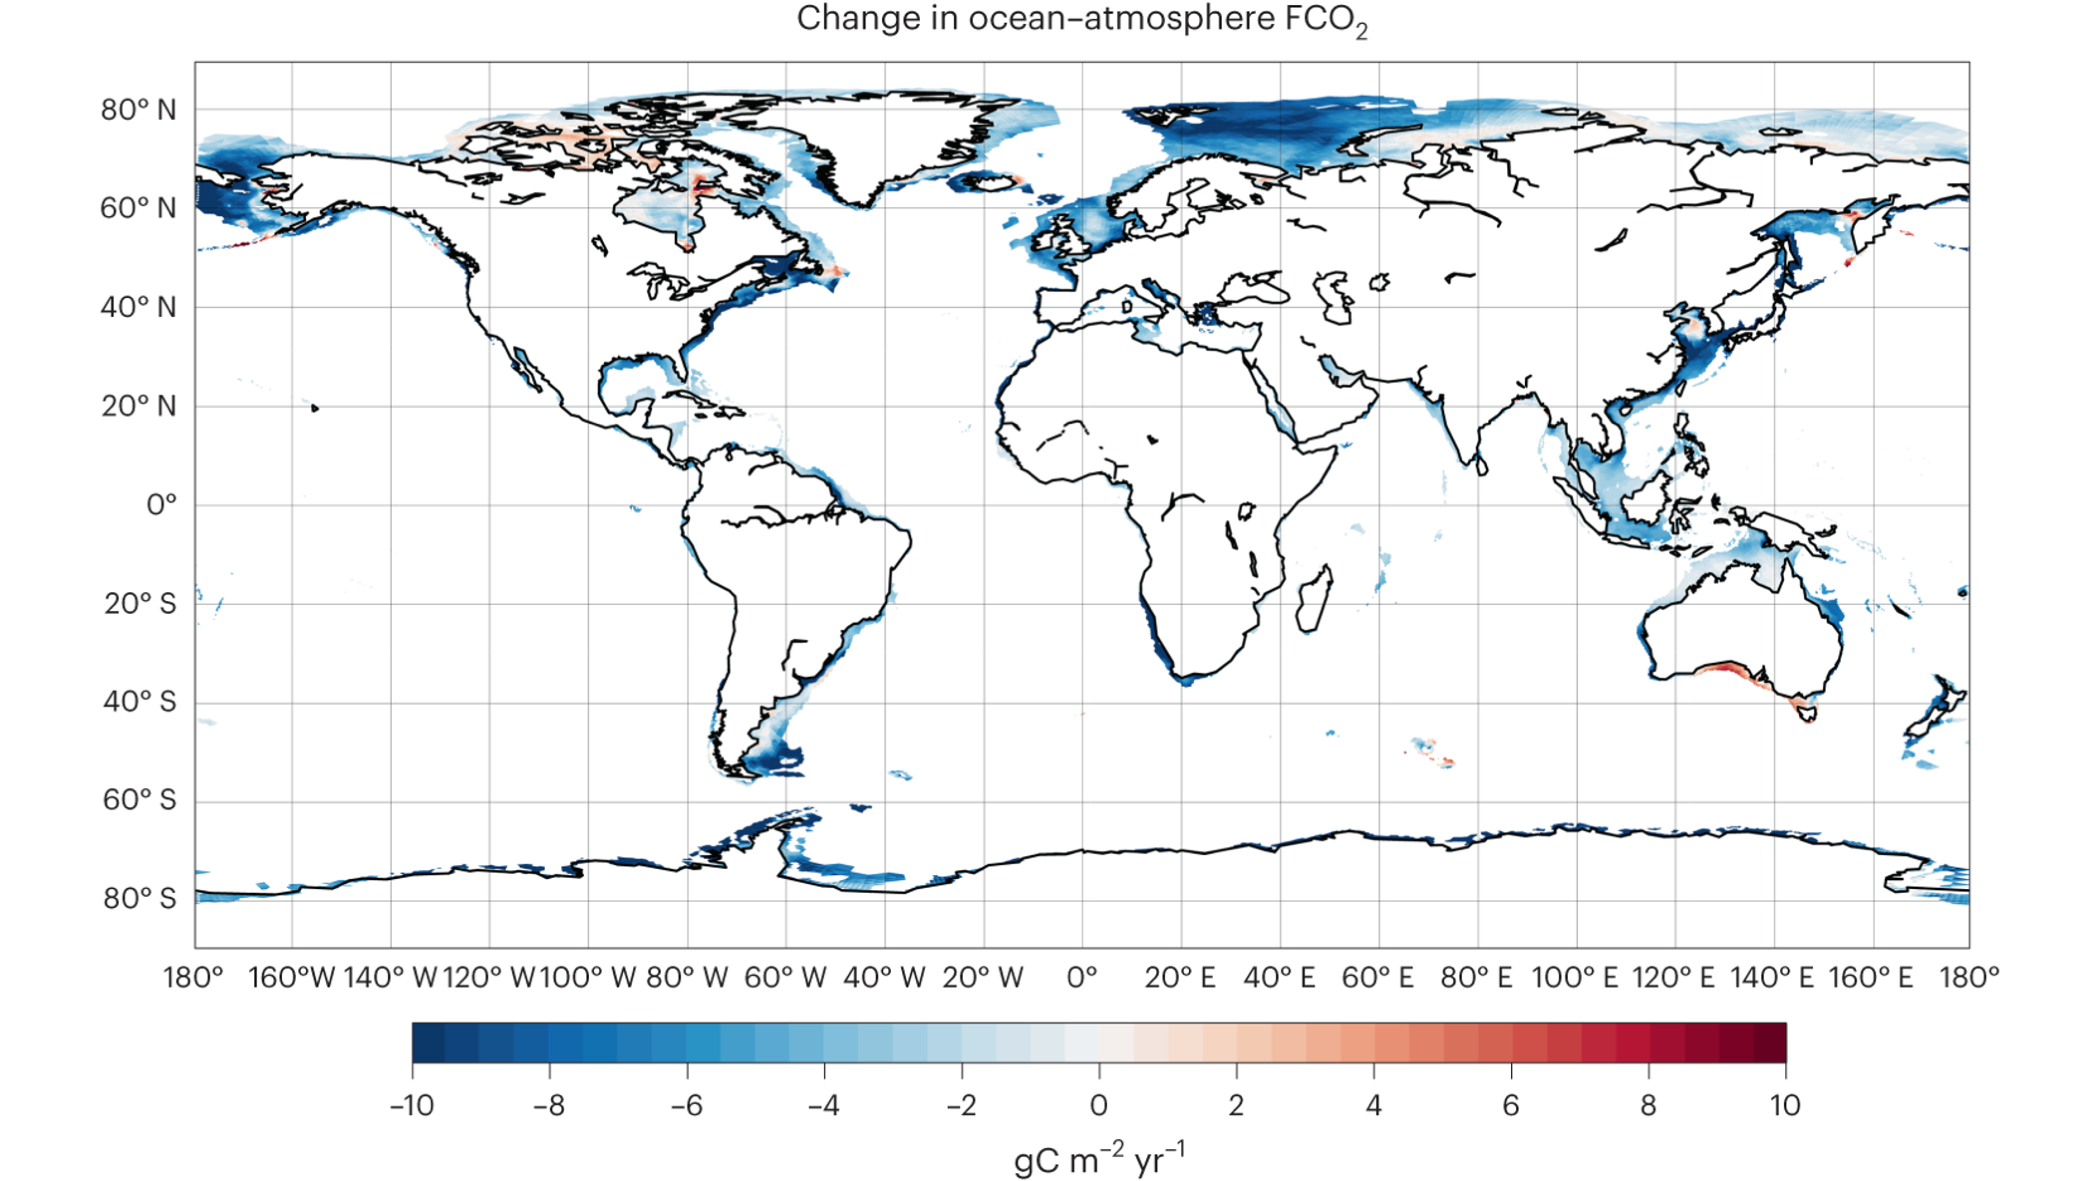 Change in ocean–atmosphere FCO₂
80° N
60° N
40° N
20° N
0°
20° S
40° S
60° S
80° S
180° 160°W 140° W 120° W 100° W 80° W 60° W 40° W 20° W 0° 20° E 40° E 60° E 80° E 100° E 120° E 140° E 160° E 180°
–10 –8 –6 –4 –2 0 2 4 6 8 10
gC m⁻² yr⁻¹